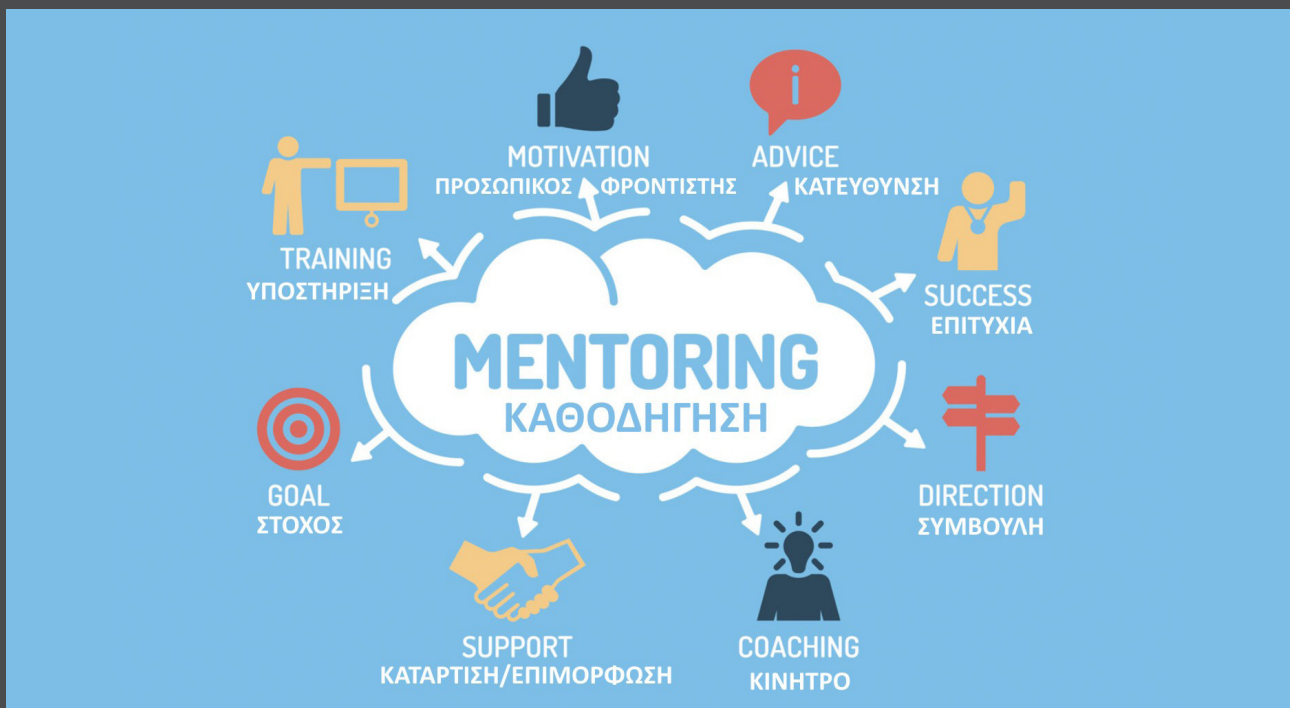 MOTIVATION
ΠΡΟΣΩΠΙΚΟΣ ΦΡΟΝΤΙΣΤΗΣ
i
ADVICE
ΚΑΤΕΥΘΥΝΣΗ
TRAINING
ΥΠΟΣΤΗΡΙΞΗ
SUCCESS
ΕΠΙΤΥΧΙΑ
MENTORING
ΚΑΘΟΔΗΓΗΣΗ
GOAL
ΣΤΟΧΟΣ
DIRECTION
ΣΥΜΒΟΥΛΗ
SUPPORT
ΚΑΤΑΡΤΙΣΗ/ΕΠΙΜΟΡΦΩΣΗ
COACHING
ΚΙΝΗΤΡΟ